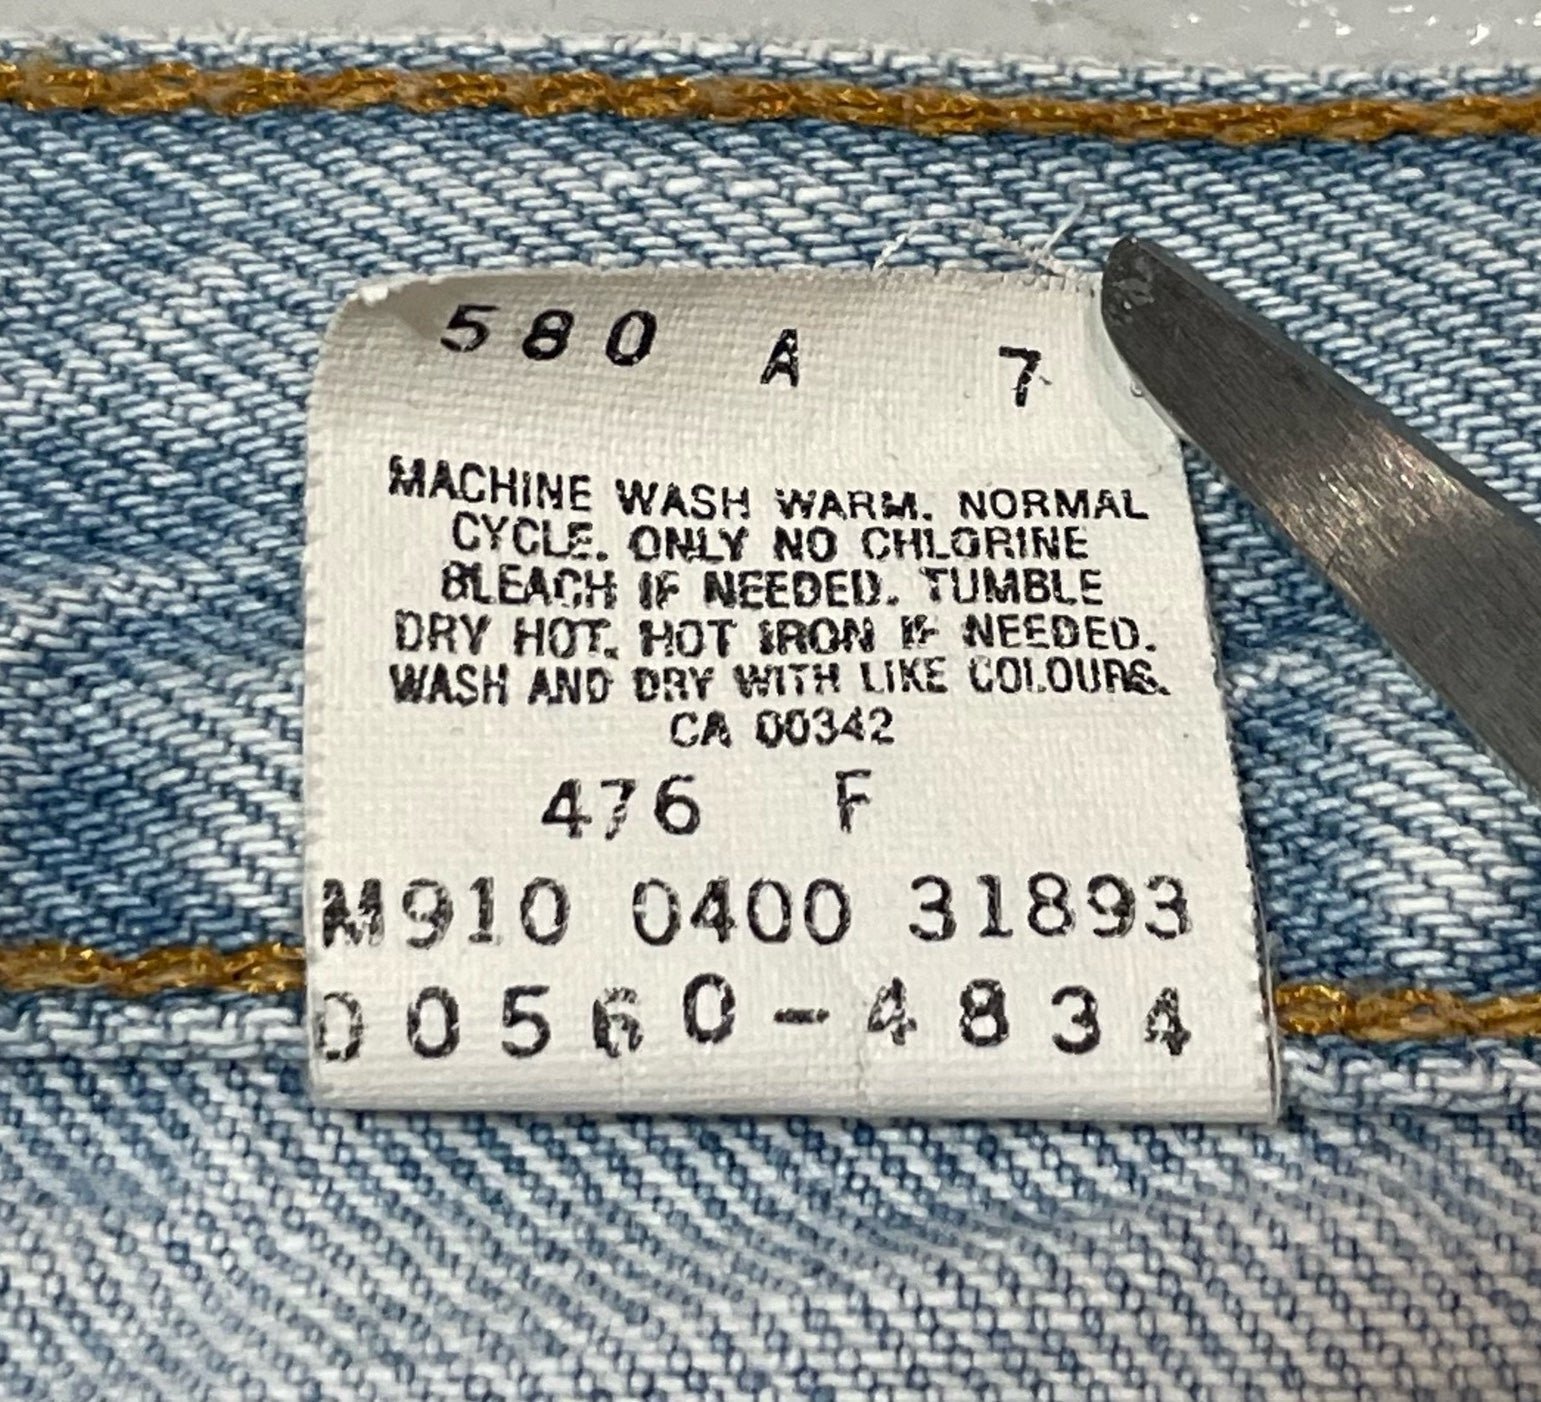 580 A 7
MACHINE WASH WARM. NORMAL
CYCLE. ONLY NO CHLORINE
BLEACH IF NEEDED. TUMBLE
DRY HOT. HOT IRON IF NEEDED.
WASH AND DRY WITH LIKE COLOURS.
CA 00342
476 F
M910 0400 31893
00560-4834